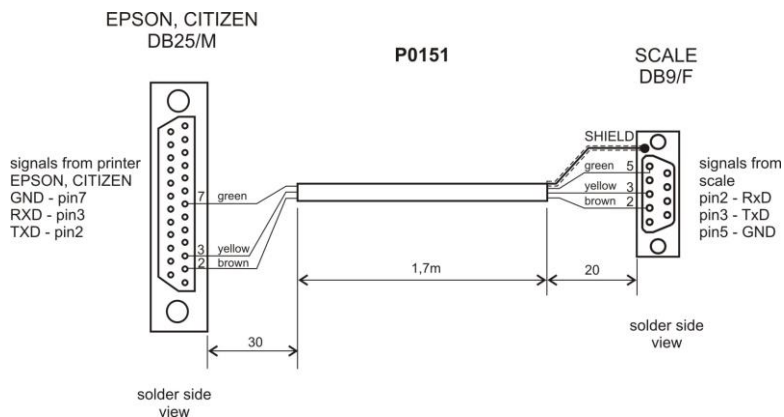 EPSON, CITIZEN
DB25/M
P0151
SCALE
DB9/F
SHIELD
signals from printer
EPSON, CITIZEN
GND - pin7
RXD - pin3
TXD - pin2
7 green
3 yellow
2 brown
green 5
yellow 3
brown 2
signals from
scale
pin2 - RxD
pin3 - TxD
pin5 - GND
1,7m
20
30
solder side
view
solder side
view